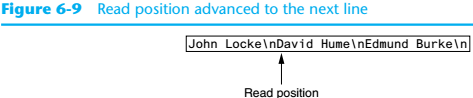 Figure 6-9 Read position advanced to the next line
John Locke\nDavid Hume\nEdmund Burke\n
Read position